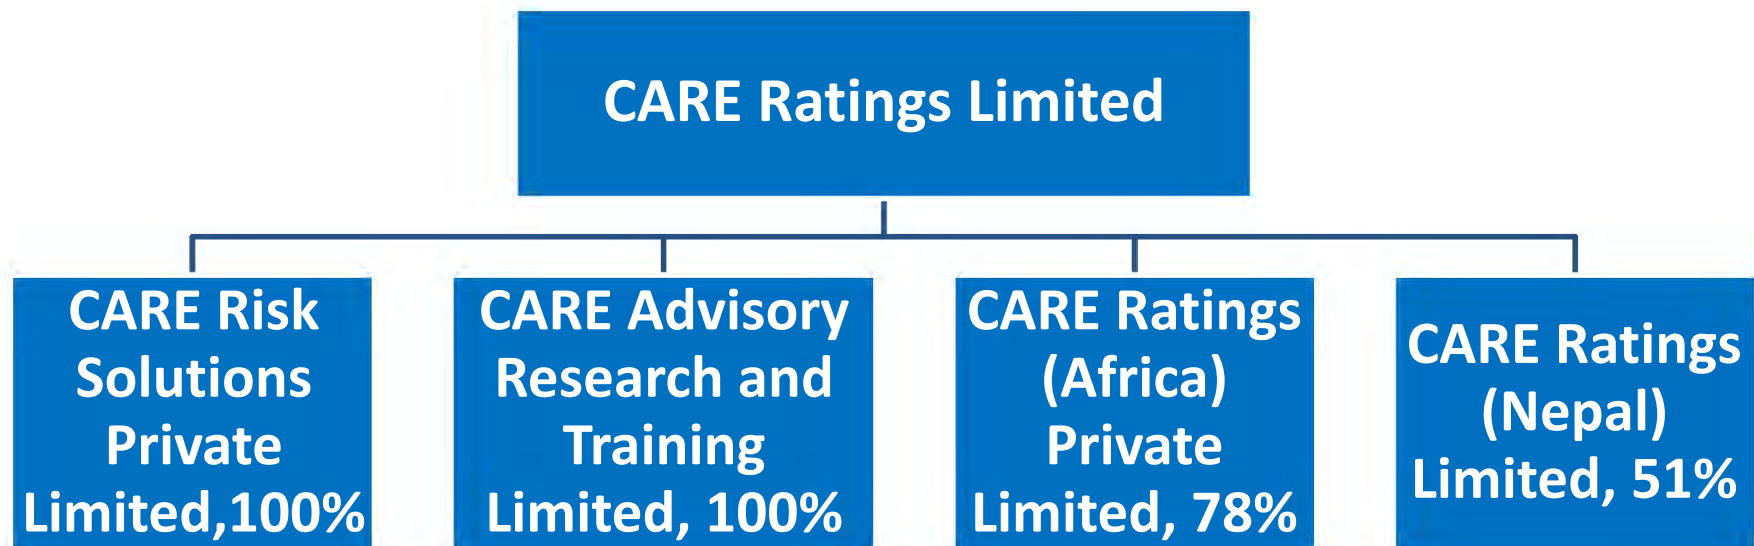 CARE Ratings Limited
CARE Risk
Solutions
Private
Limited,100%
CARE Advisory
Research and
Training
Limited, 100%
CARE Ratings
(Africa)
Private
Limited, 78%
CARE Ratings
(Nepal)
Limited, 51%